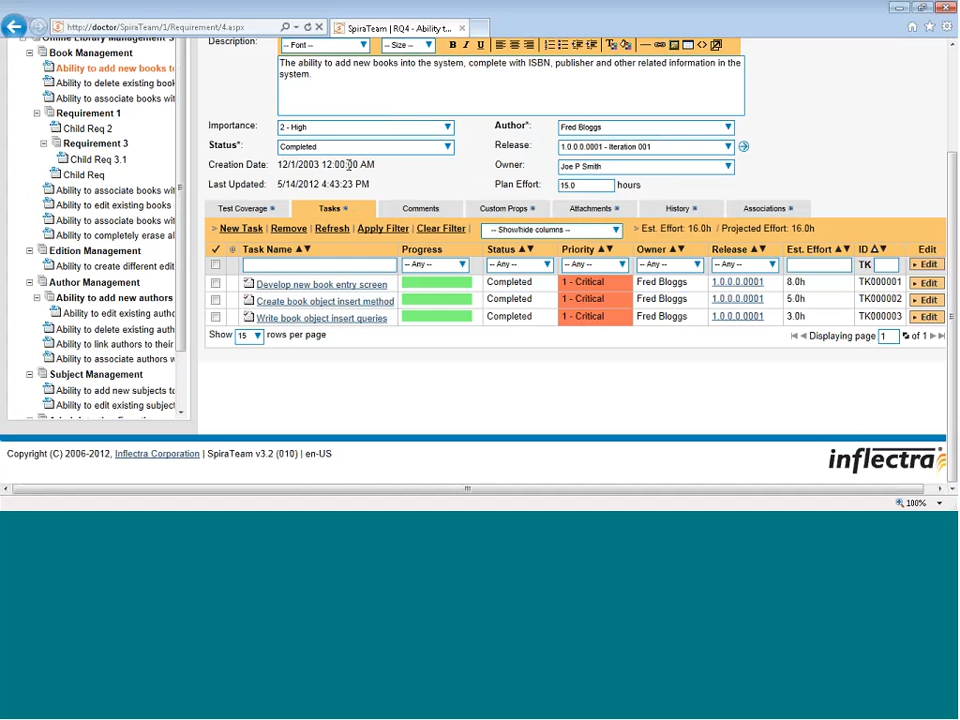 http://doctor/SpiraTeam/1/Requirement/4.aspx
SpiraTeam | RQ4 - Ability t...
Book Management
Ability to add new books to
Ability to delete existing book
Ability to associate books wit
Requirement 1
Child Req 2
Requirement 3
Child Req 3.1
Child Req
Ability to associate books wit
Ability to edit existing books
Ability to associate books wit
Ability to completely erase al
Edition Management
Ability to create different edit
Author Management
Ability to add new authors
Ability to edit existing autho
Ability to delete existing auth
Ability to link authors to their
Ability to associate authors w
Subject Management
Ability to add new subjects to
Ability to edit existing subject
Description:
-- Font--
-- Size --
B I U
The ability to add new books into the system, complete with ISBN, publisher and other related information in the
system.
Importance: 2 - High
Author*: Fred Bloggs
Status*: Completed
Release: 1.0.0.0.0001 - Iteration 001
Creation Date: 12/1/2003 12:00:00 AM
Owner: Joe P Smith
Last Updated: 5/14/2012 4:43:23 PM
Plan Effort: 15.0 hours
Test Coverage Tasks Comments Custom Props Attachments History Associations
> New Task | Remove | Refresh | Apply Filter | Clear Filter | -- Show/hide columns -- > Est. Effort: 16.0h / Projected Effort: 16.0h
Task Name Progress Status Priority Owner Release Est. Effort ID Edit
-- Any -- -- Any -- -- Any -- -- Any -- -- Any -- TK Edit
Develop new book entry screen Completed 1 - Critical Fred Bloggs 1.0.0.0.0001 8.0h TK000001 Edit
Create book object insert method Completed 1 - Critical Fred Bloggs 1.0.0.0.0001 5.0h TK000002 Edit
Write book object insert queries Completed 1 - Critical Fred Bloggs 1.0.0.0.0001 3.0h TK000003 Edit
Show 15 rows per page
Displaying page 1 of 1
Copyright (C) 2006-2012, Inflectra Corporation | SpiraTeam v3.2 (010) | en-US
inflectra
100%